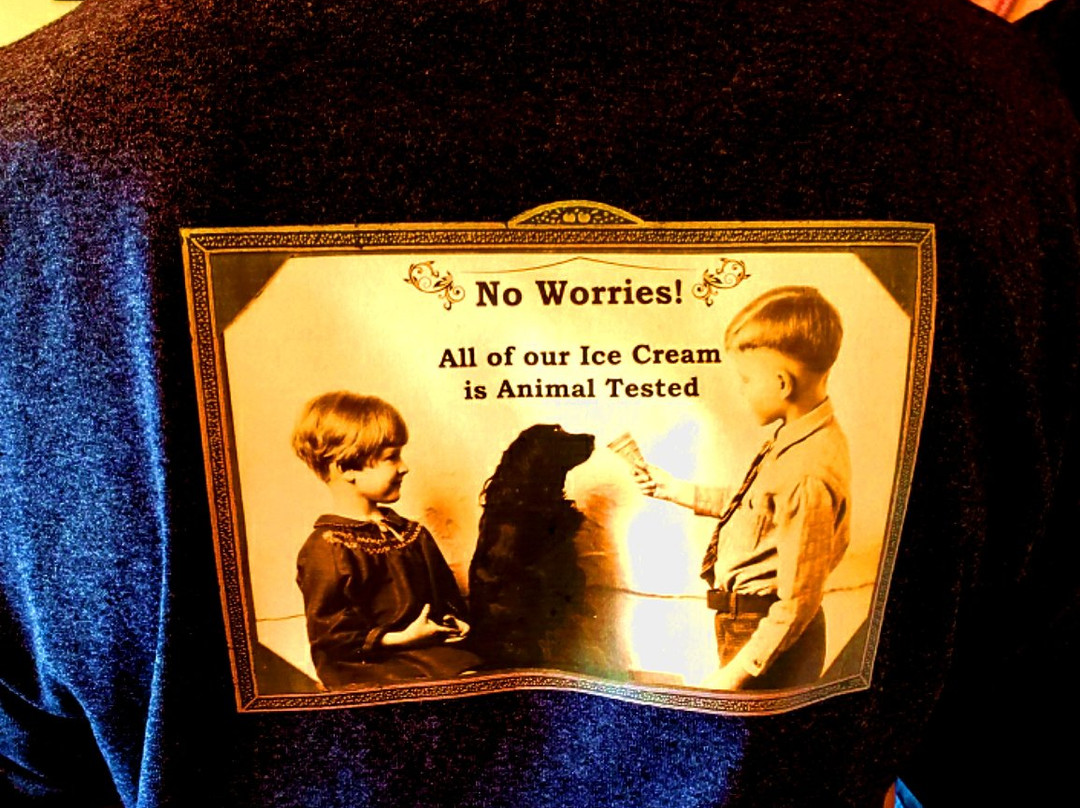 No Worries!
All of our Ice Cream
is Animal Tested